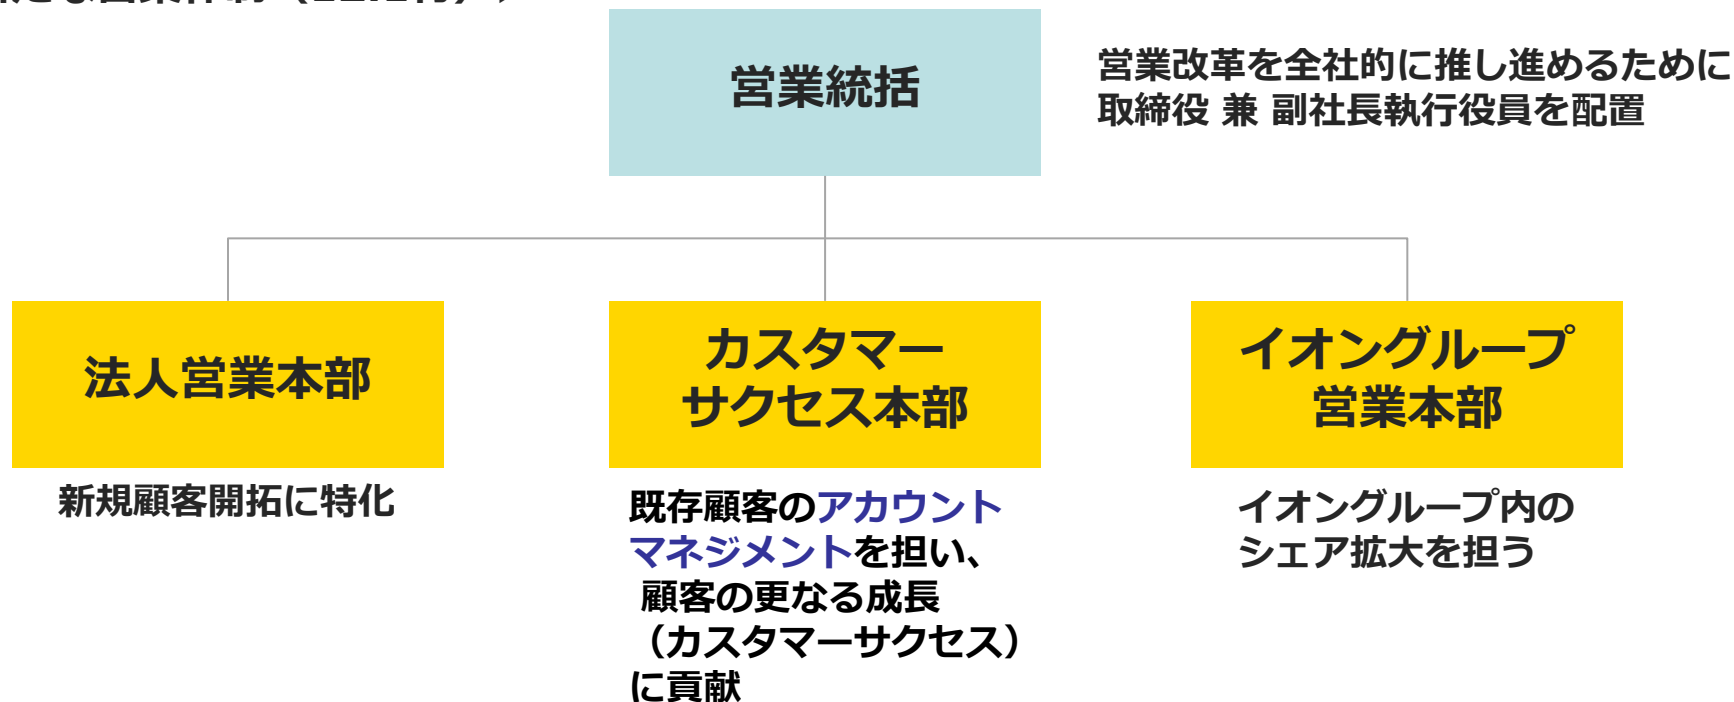 営業統括
営業改革を全社的に推し進めるために
取締役 兼 副社長執行役員を配置
法人営業本部
新規顧客開拓に特化
カスタマー
サクセス本部
既存顧客のアカウント
マネジメントを担い、
顧客の更なる成長
（カスタマーサクセス）
に貢献
イオングループ
営業本部
イオングループ内の
シェア拡大を担う